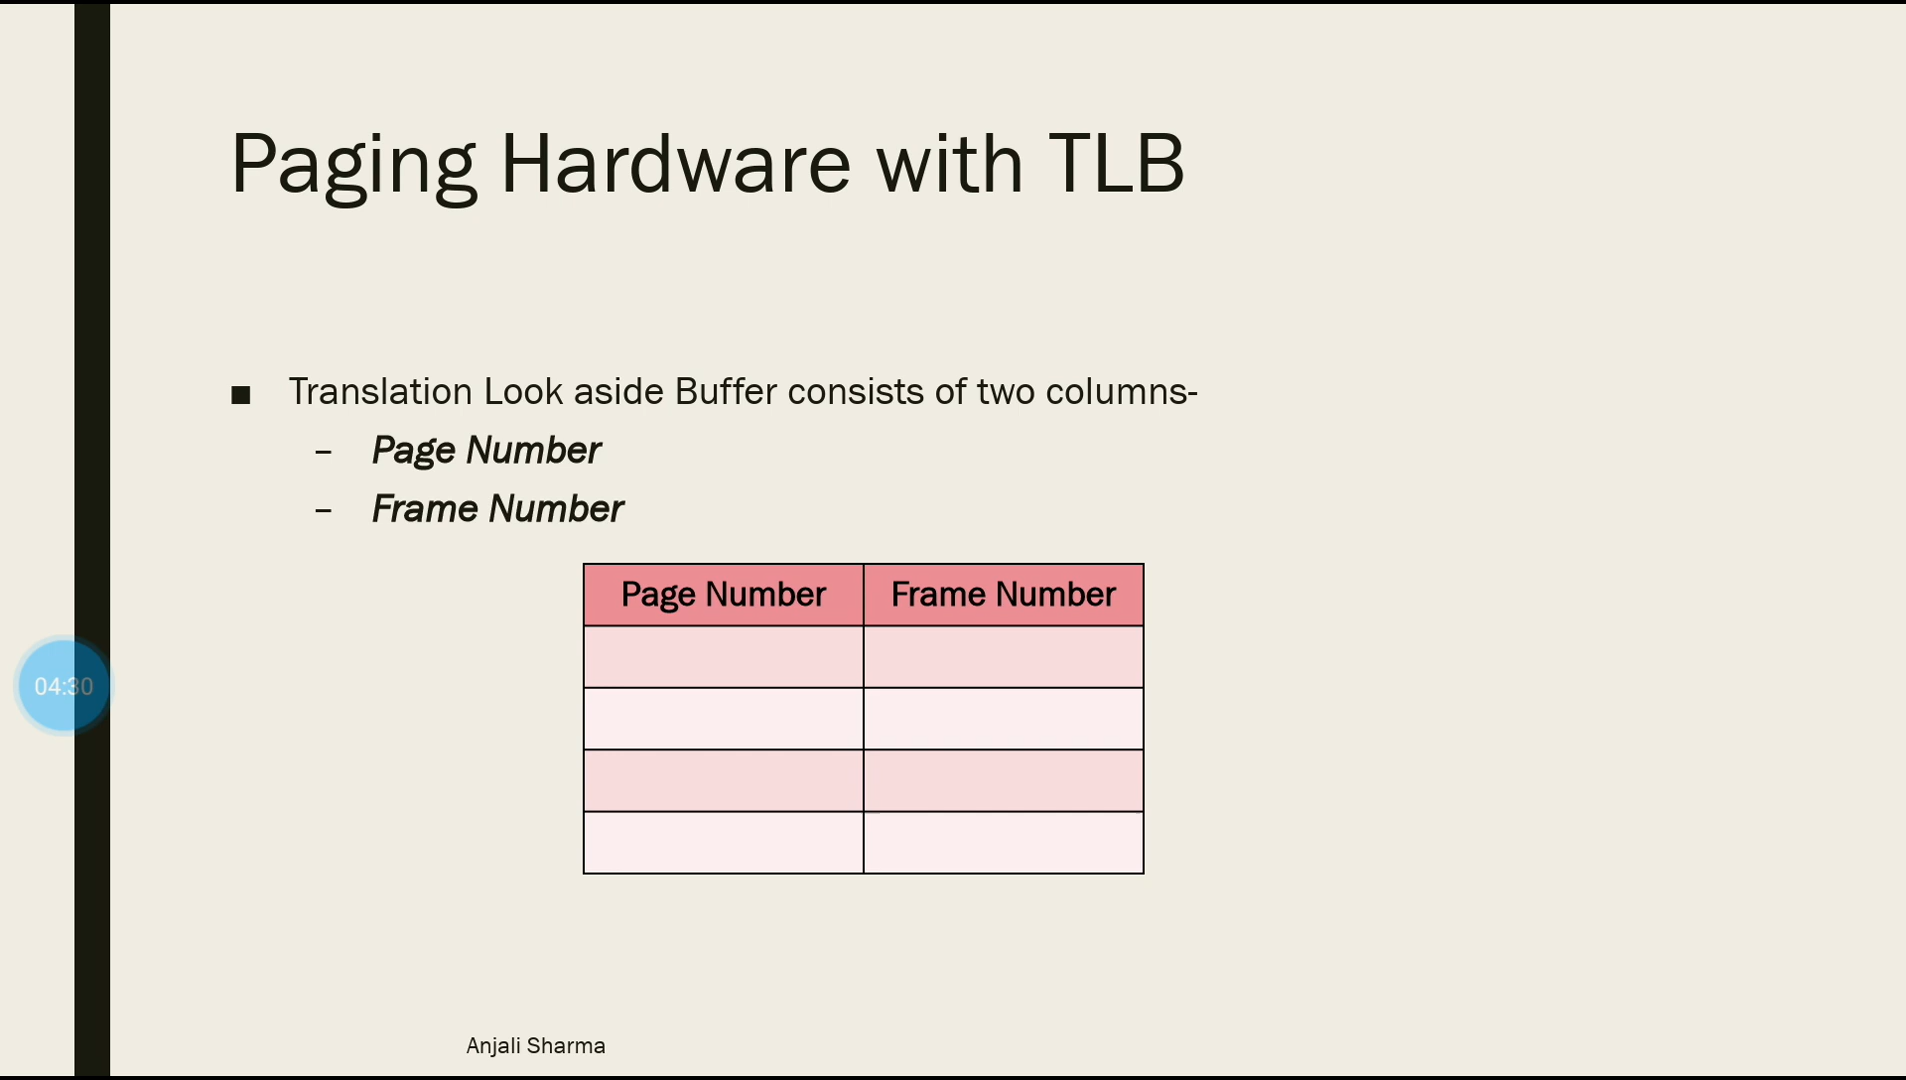 Paging Hardware with TLB
■ Translation Look aside Buffer consists of two columns-
– Page Number
– Frame Number
Page Number Frame Number
04:30
Anjali Sharma